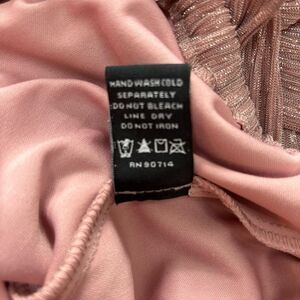 HAND WASH COLD
SEPARATELY
DO NOT BLEACH
LINE DRY
DO NOT IRON
RN 90714